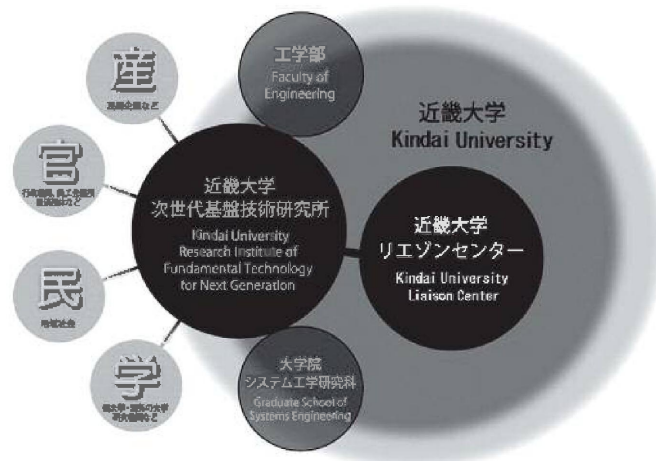 産
官
民
地域社会
学
工学部
Faculty of
Engineering
近畿大学
次世代基盤技術研究所
Kindai University
Research Institute of
Fundamental Technology
for Next Generation
大学院
システム工学研究科
Graduate School of
Systems Engineering
近畿大学
Kindai University
近畿大学
リエゾンセンター
Kindai University
Liaison Center